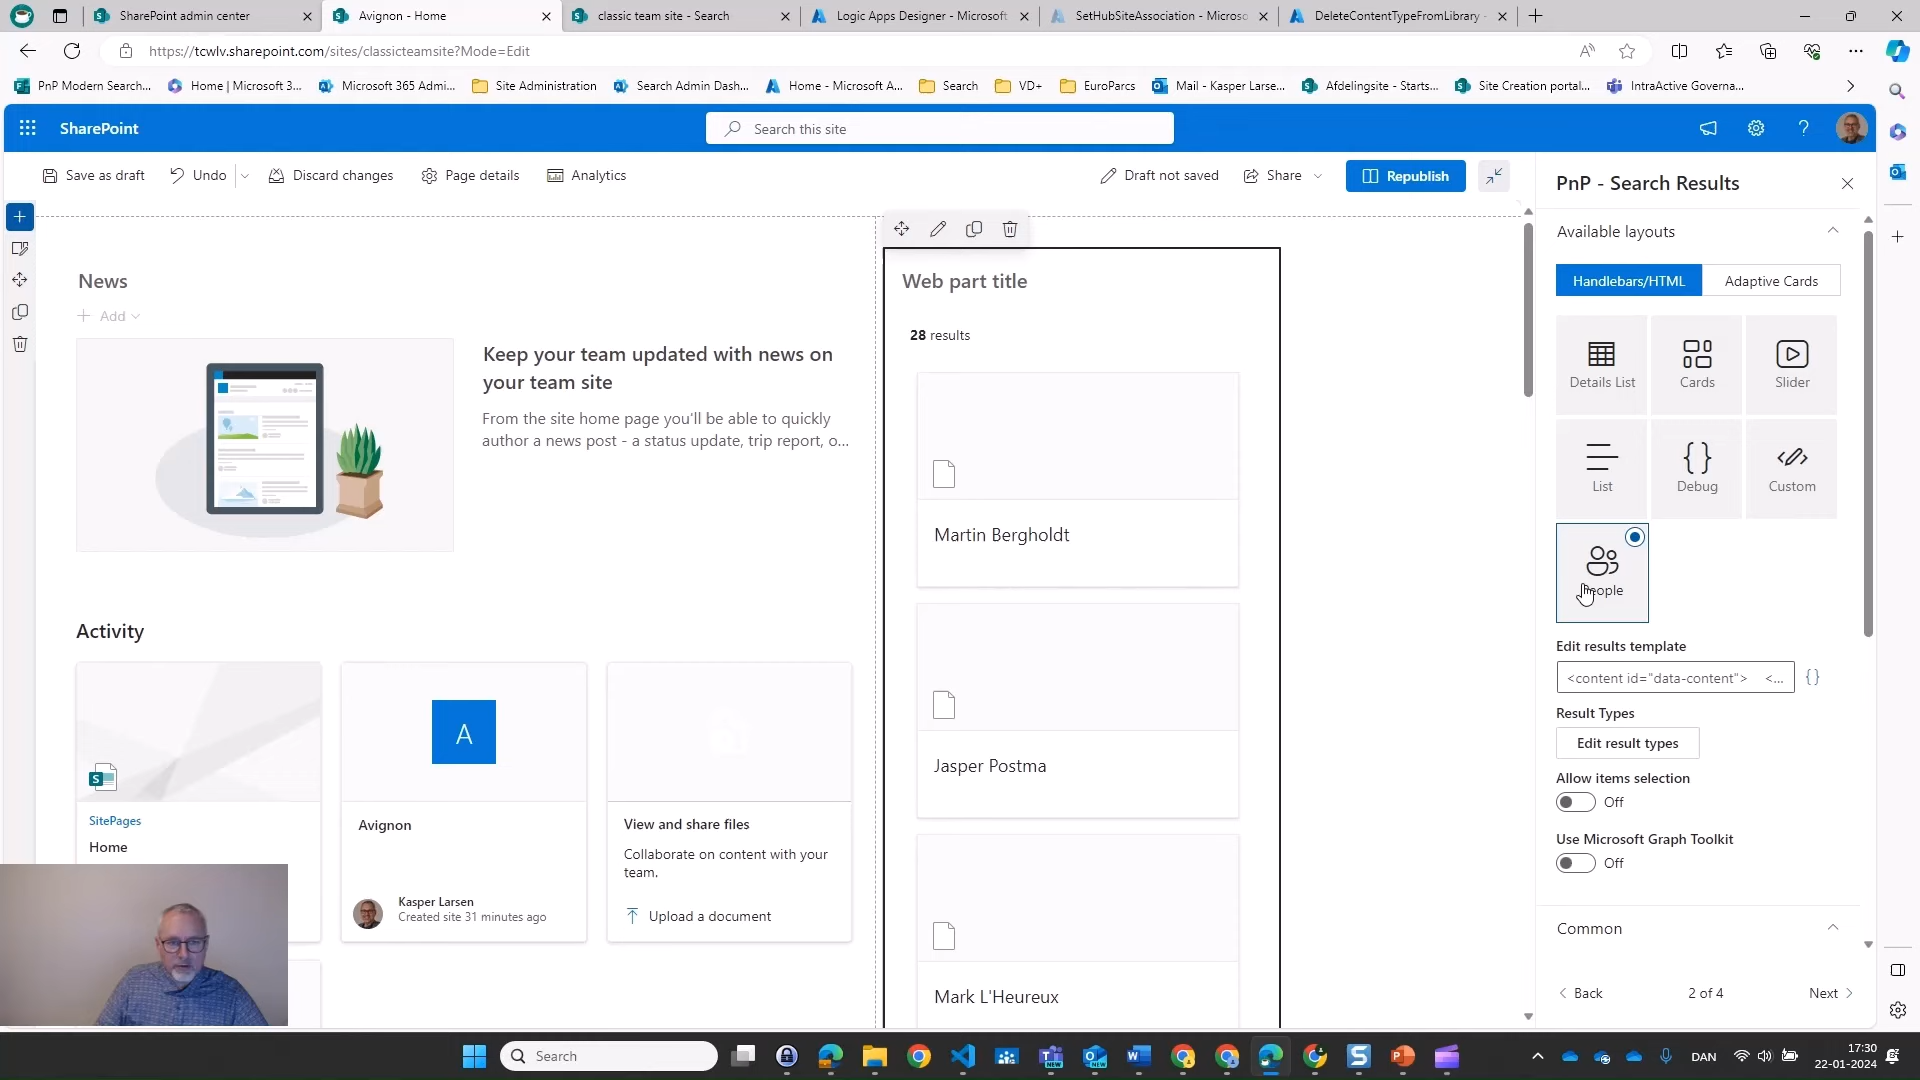 SharePoint admin center
Avignon - Home
classic team site - Search
Logic Apps Designer - Microsoft
SetHubSiteAssociation - Microso
DeleteContentTypeFromLibrary -
https://tcwlv.sharepoint.com/sites/classicteamsite?Mode=Edit
PnP Modern Search...
Home | Microsoft 3...
Microsoft 365 Admi...
Site Administration
Search Admin Dash...
Home - Microsoft A...
Search
VD+
EuroParcs
Mail - Kasper Larse...
Afdelingsite - Starts...
Site Creation portal...
IntraActive Governa...
SharePoint
Search this site
Save as draft
Undo
Discard changes
Page details
Analytics
Draft not saved
Share
Republish
News
+ Add
Keep your team updated with news on
your team site
From the site home page you'll be able to quickly
author a news post - a status update, trip report, o...
Activity
SitePages
Home
A
Avignon
Kasper Larsen
Created site 31 minutes ago
View and share files
Collaborate on content with your
team.
Upload a document
Web part title
28 results
Martin Bergholdt
Jasper Postma
Mark L'Heureux
PnP - Search Results
Available layouts
Handlebars/HTML
Adaptive Cards
Details List
Cards
Slider
List
Debug
Custom
Edit results template
<content id="data-content">    <...
Result Types
Edit result types
Allow items selection
Off
Use Microsoft Graph Toolkit
Off
Common
Back
2 of 4
Next
Search
DAN
17:30
22-01-2024